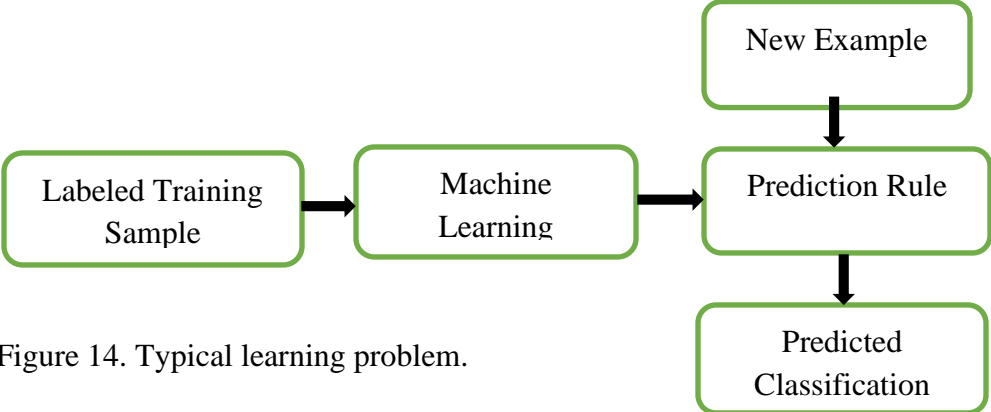 New Example
Labeled Training
Sample
Machine
Learning
Prediction Rule
Predicted
Classification
Figure 14. Typical learning problem.